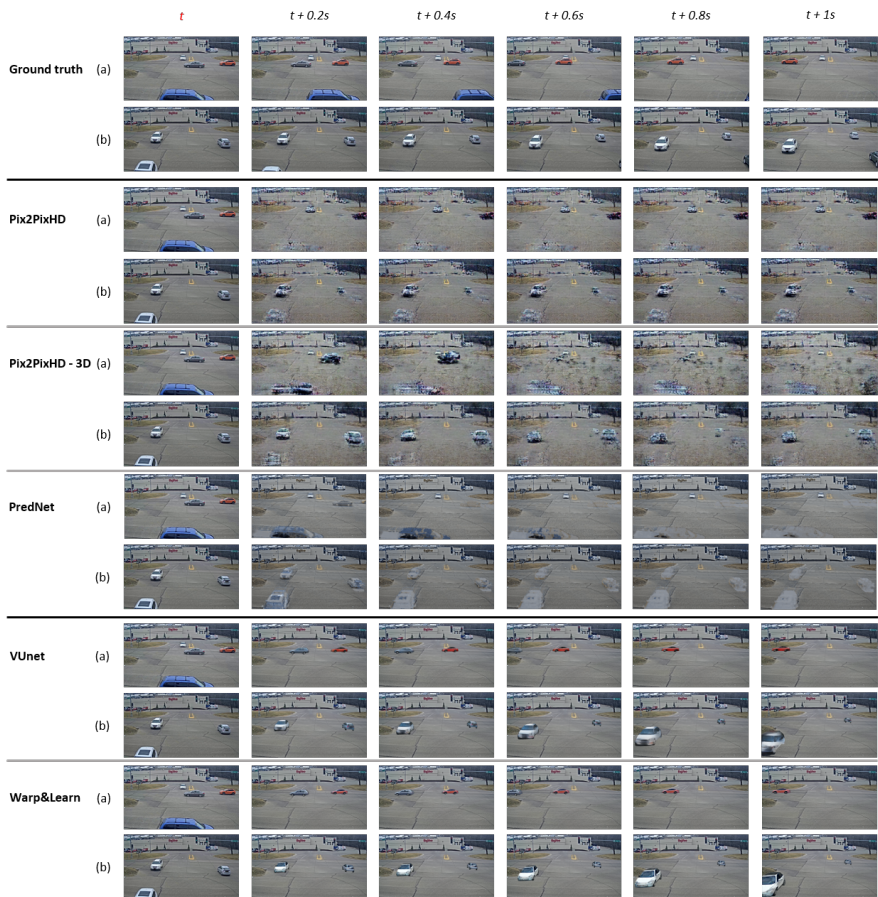 t t + 0.2s t + 0.4s t + 0.6s t + 0.8s t + 1s
Ground truth (a)
(b)
Pix2PixHD (a)
(b)
Pix2PixHD - 3D (a)
(b)
PredNet (a)
(b)
VUnet (a)
(b)
Warp&Learn (a)
(b)